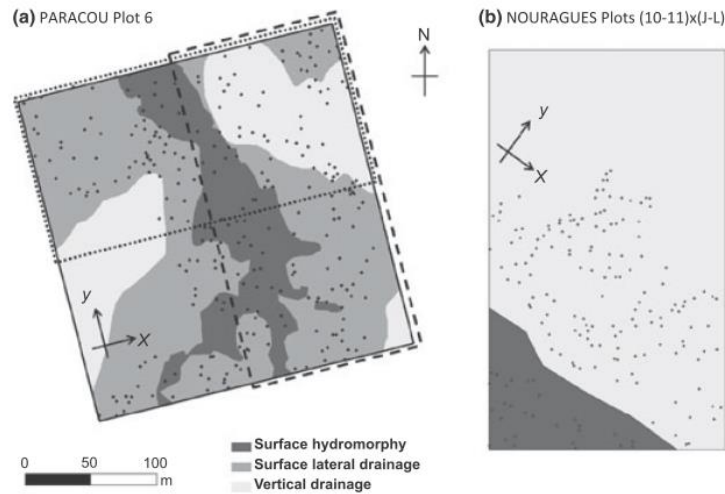 (a) PARACOU Plot 6
N
y
X
(b) NOURAGUES Plots (10-11)x(J-L)
y
X
0 50 100
m
Surface hydromorphy
Surface lateral drainage
Vertical drainage